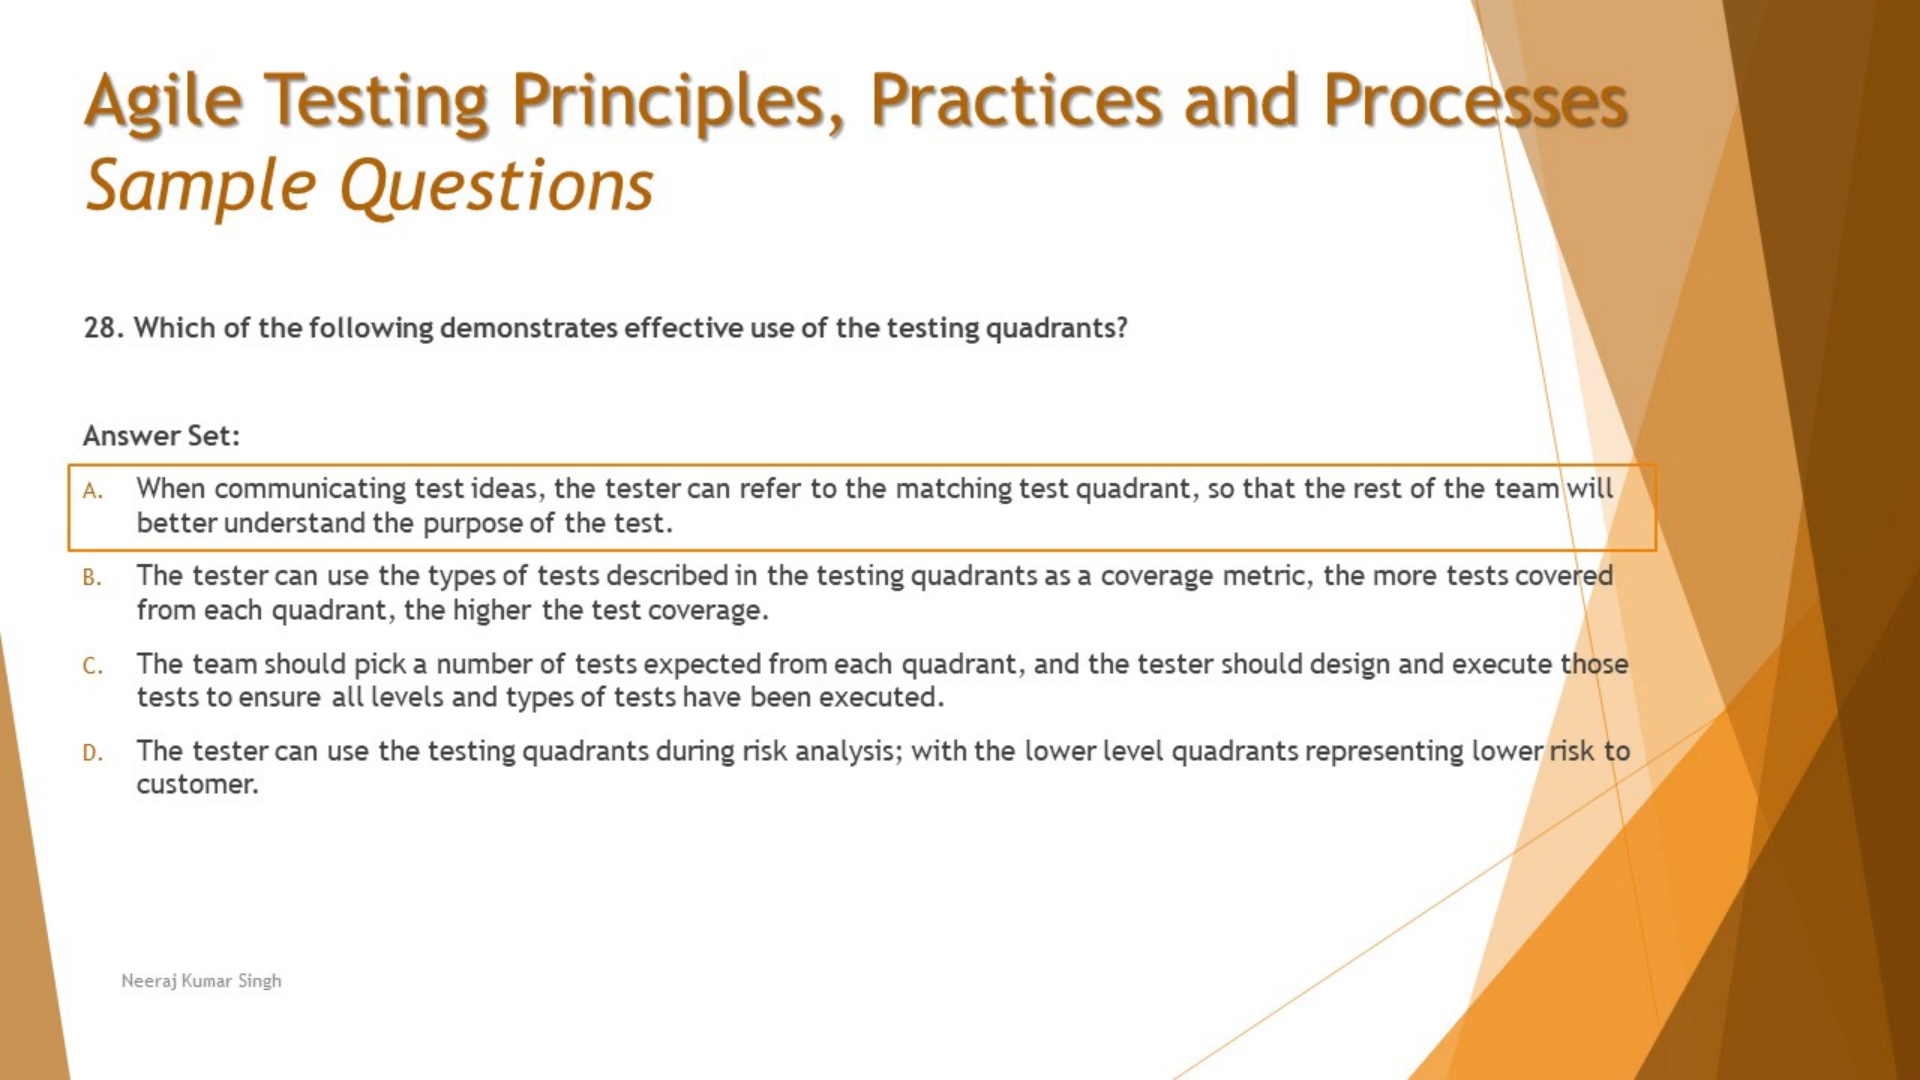 Agile Testing Principles, Practices and Processes
Sample Questions
28. Which of the following demonstrates effective use of the testing quadrants?
Answer Set:
A. When communicating test ideas, the tester can refer to the matching test quadrant, so that the rest of the team will
better understand the purpose of the test.
B. The tester can use the types of tests described in the testing quadrants as a coverage metric, the more tests covered
from each quadrant, the higher the test coverage.
C. The team should pick a number of tests expected from each quadrant, and the tester should design and execute those
tests to ensure all levels and types of tests have been executed.
D. The tester can use the testing quadrants during risk analysis; with the lower level quadrants representing lower risk to
customer.
Neeraj Kumar Singh